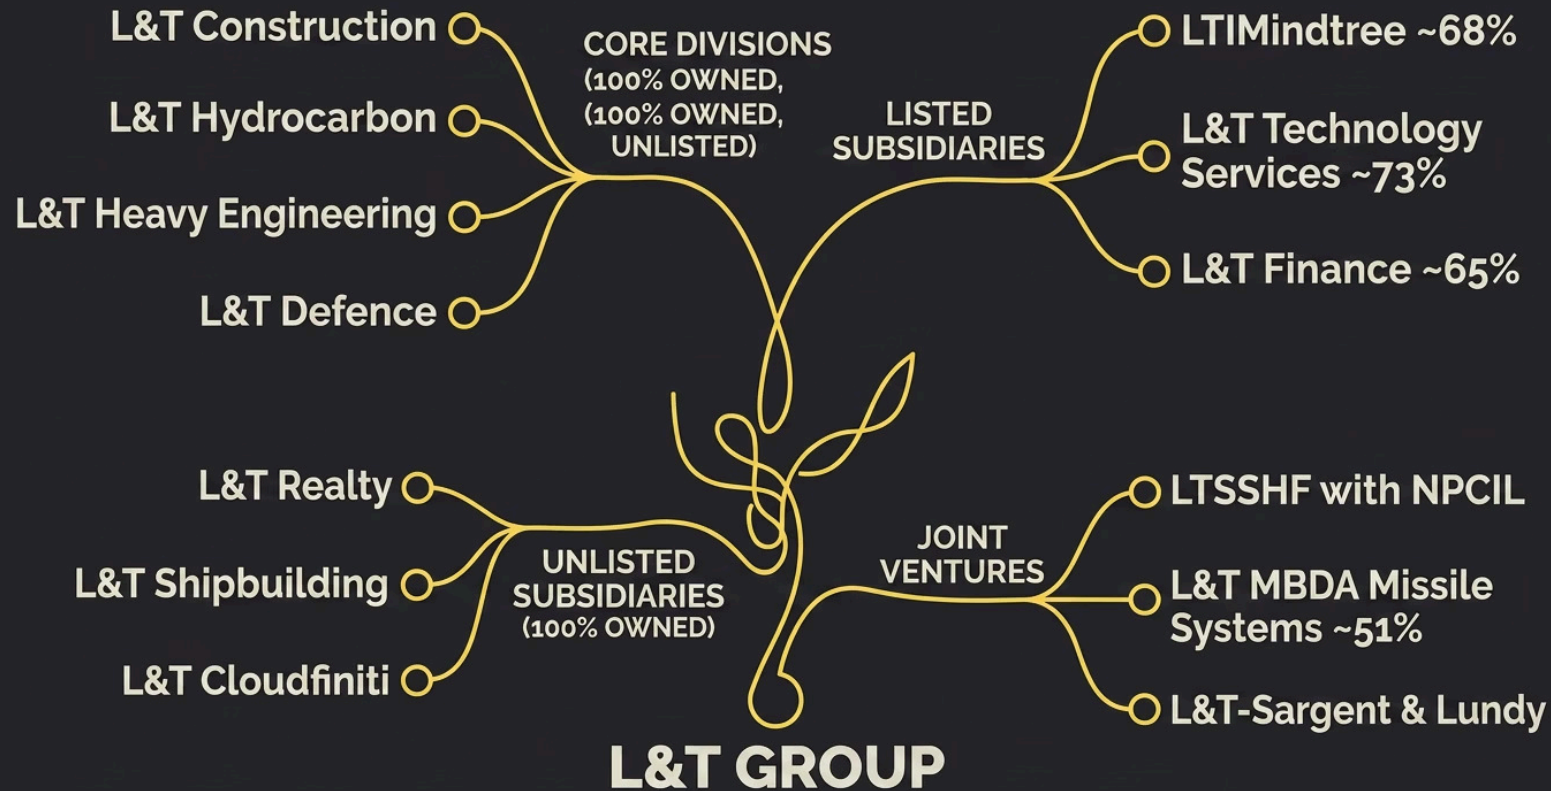 L&T Construction
L&T Hydrocarbon
L&T Heavy Engineering
L&T Defence
CORE DIVISIONS
(100% OWNED,
(100% OWNED,
UNLISTED)
LISTED
SUBSIDIARIES
LTIMindtree ~68%
L&T Technology
Services ~73%
L&T Finance ~65%
L&T Realty
L&T Shipbuilding
L&T Cloudfiniti
UNLISTED
SUBSIDIARIES
(100% OWNED)
JOINT
VENTURES
LTSSHF with NPCIL
L&T MBDA Missile
Systems ~51%
L&T-Sargent & Lundy
L&T GROUP